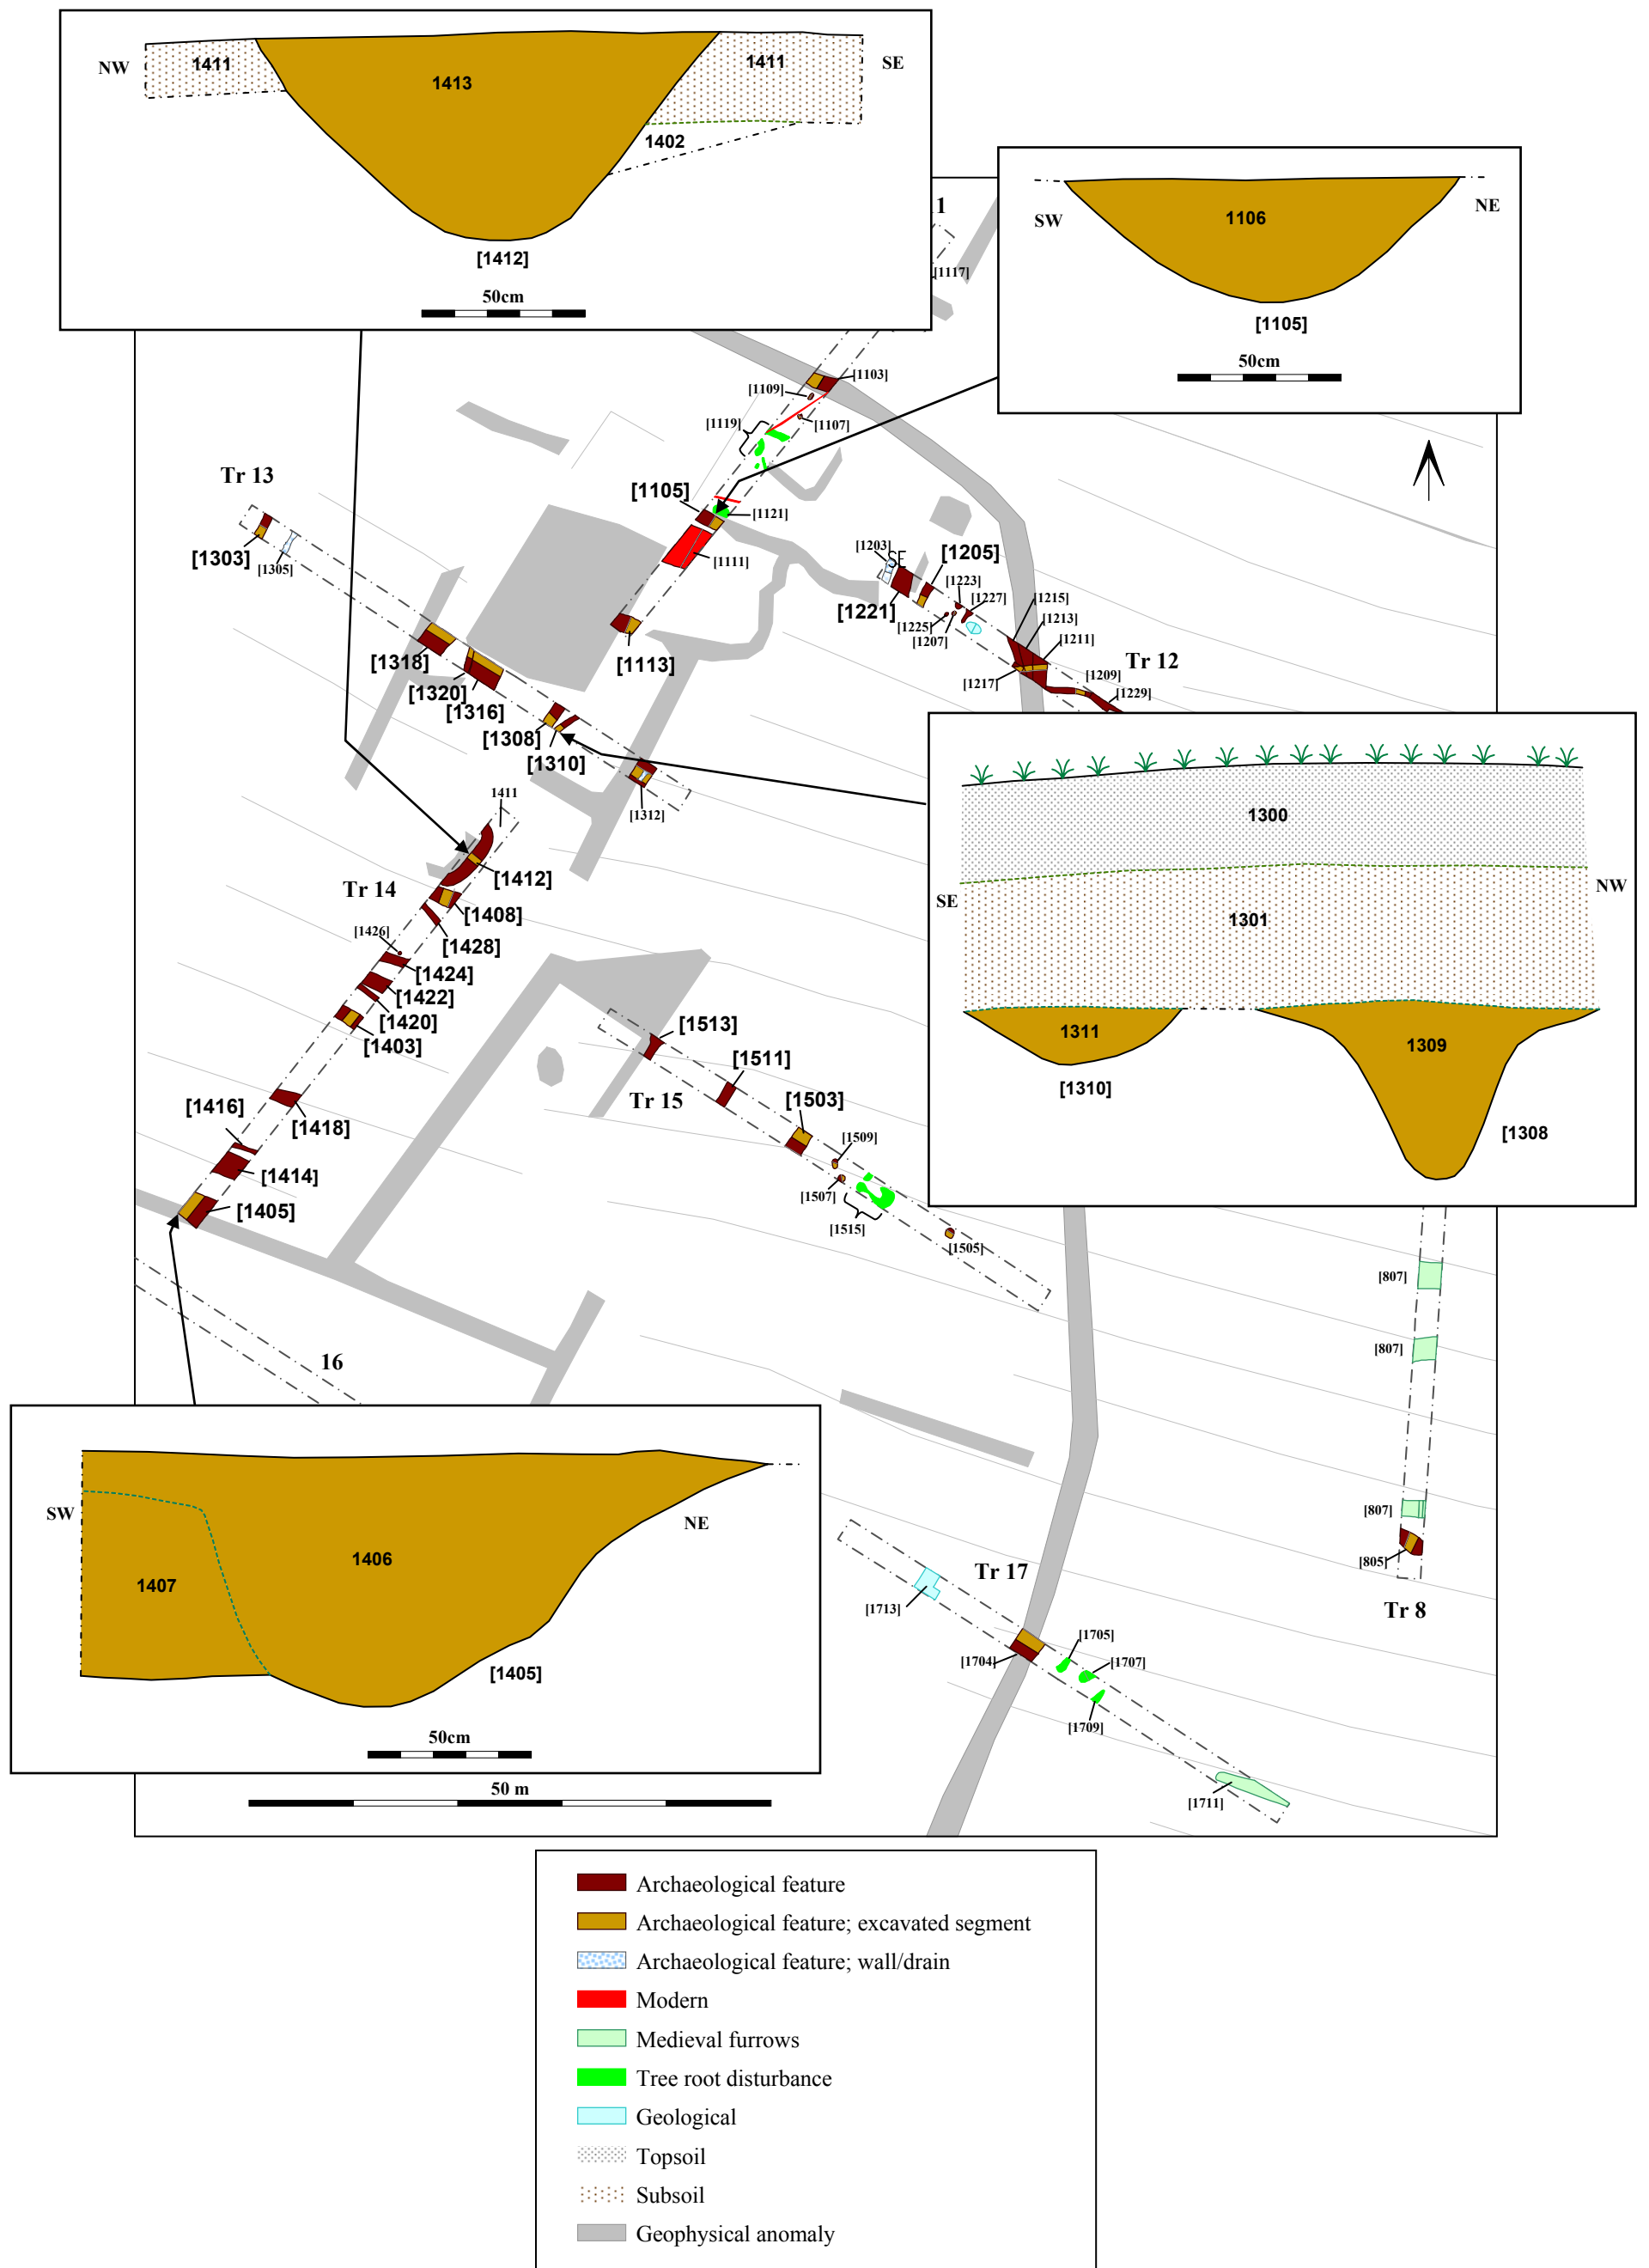 NW
1411
1413
1411
SE
1402
[1412]
50cm
SW
1106
NE
[1105]
50cm
[1117]
[1103]
[1109]
[1107]
[1119]
Tr 13
[1105]
[1121]
[1303]
[1305]
[1111]
[1203]
SE
[1205]
[1221]
[1223]
[1227]
[1225]
[1207]
[1215]
[1213]
[1211]
Tr 12
[1217]
[1209]
[1229]
[1113]
[1318]
[1320]
[1316]
[1308]
[1310]
[1312]
1411
[1412]
Tr 14
[1408]
[1428]
[1426]
[1424]
[1422]
[1420]
[1403]
[1416]
[1418]
[1414]
[1405]
1300
SE
NW
1301
1311
1309
[1310]
[1308
[1513]
[1511]
Tr 15
[1503]
[1509]
[1507]
[1515]
[1505]
[807]
[807]
16
[807]
[805]
Tr 8
SW
NE
1406
1407
[1405]
50cm
50 m
Tr 17
[1713]
[1704]
[1705]
[1707]
[1709]
[1711]
Archaeological feature
Archaeological feature; excavated segment
Archaeological feature; wall/drain
Modern
Medieval furrows
Tree root disturbance
Geological
Topsoil
Subsoil
Geophysical anomaly